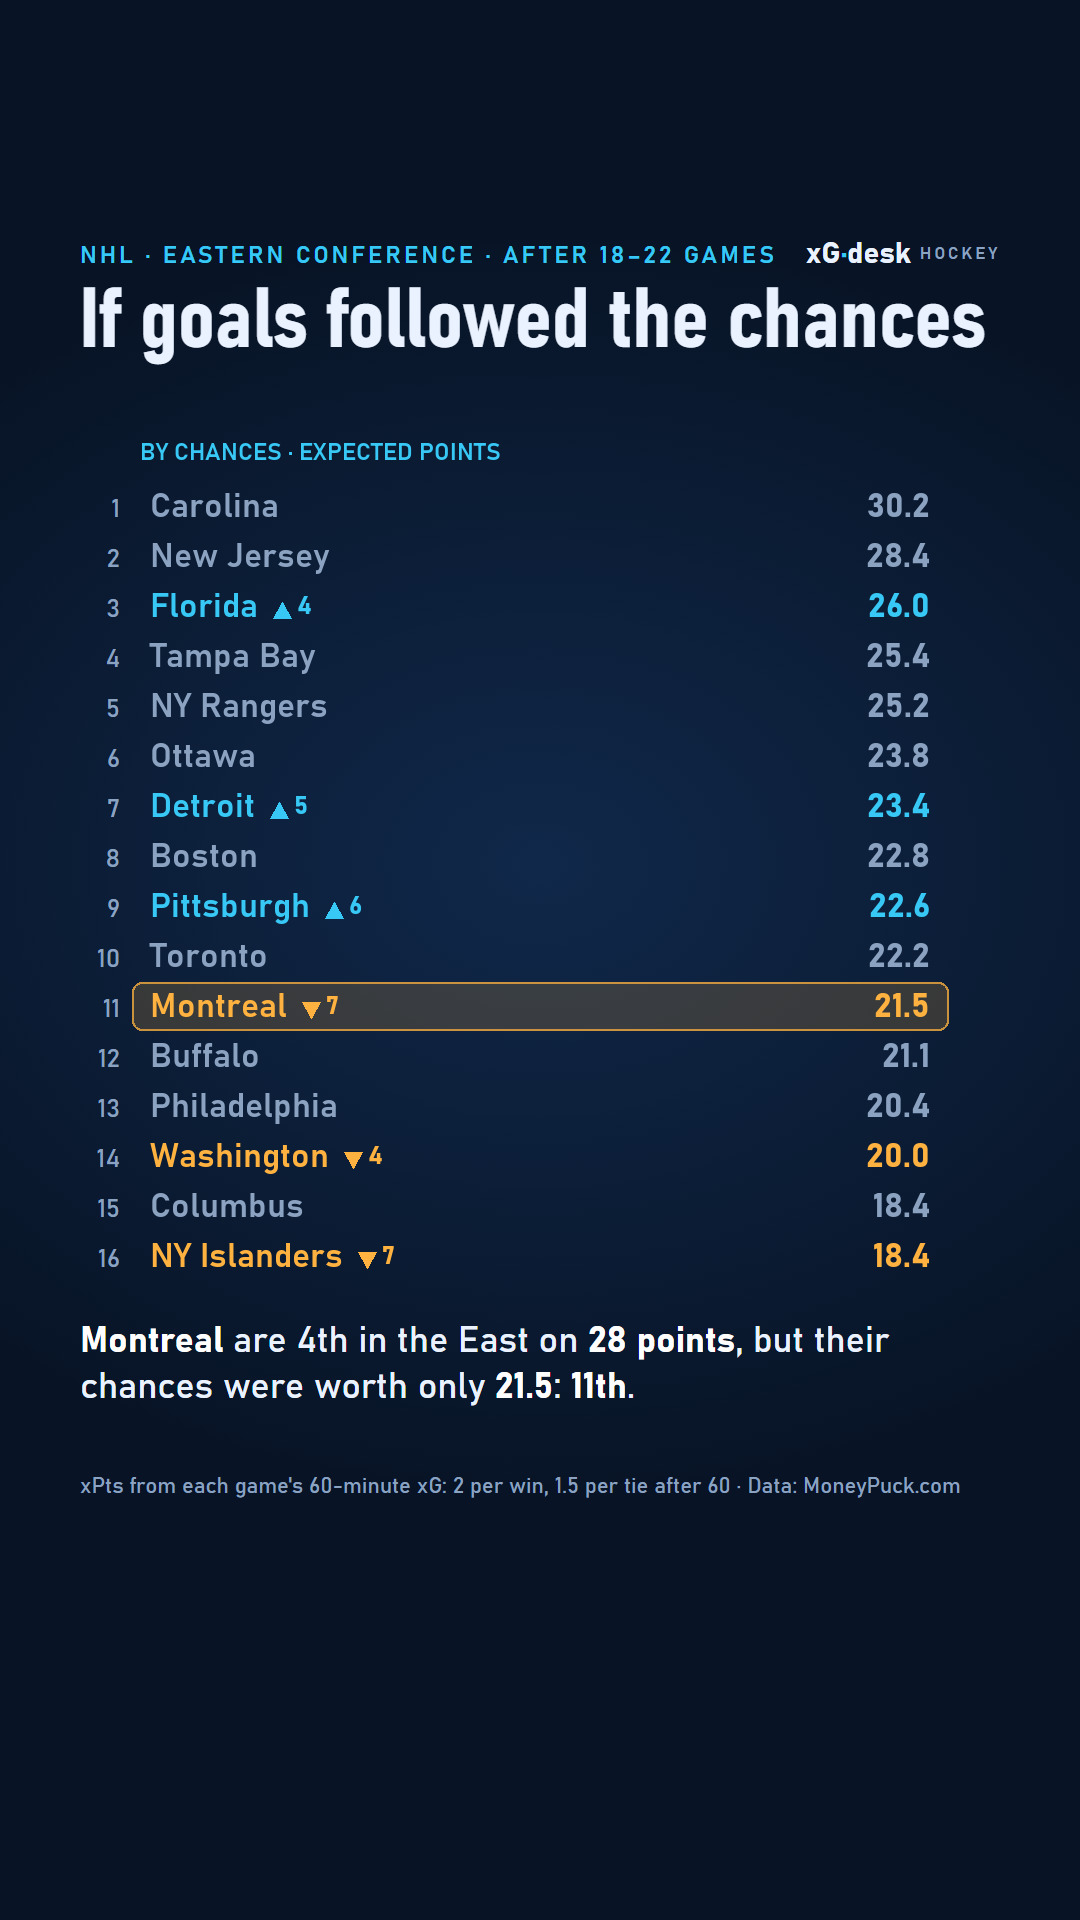 NHL · EASTERN CONFERENCE · AFTER 18–22 GAMES xG·desk HOCKEY
If goals followed the chances
BY CHANCES · EXPECTED POINTS
1 Carolina 30.2
2 New Jersey 28.4
3 Florida ▲4 26.0
4 Tampa Bay 25.4
5 NY Rangers 25.2
6 Ottawa 23.8
7 Detroit ▲5 23.4
8 Boston 22.8
9 Pittsburgh ▲6 22.6
10 Toronto 22.2
11 Montreal ▼7 21.5
12 Buffalo 21.1
13 Philadelphia 20.4
14 Washington ▼4 20.0
15 Columbus 18.4
16 NY Islanders ▼7 18.4
Montreal are 4th in the East on 28 points, but their
chances were worth only 21.5: 11th.
xPts from each game's 60-minute xG: 2 per win, 1.5 per tie after 60 · Data: MoneyPuck.com